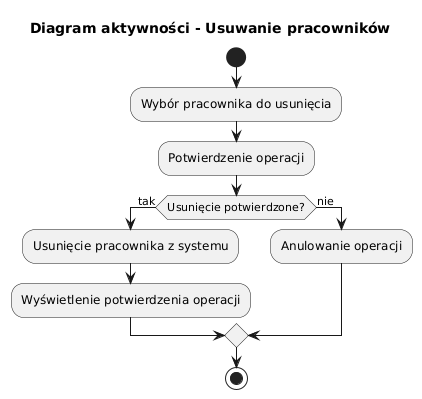 Diagram aktywności - Usuwanie pracowników
Wybór pracownika do usunięcia
Potwierdzenie operacji
Usunięcie potwierdzone?
tak
nie
Usunięcie pracownika z systemu
Anulowanie operacji
Wyświetlenie potwierdzenia operacji